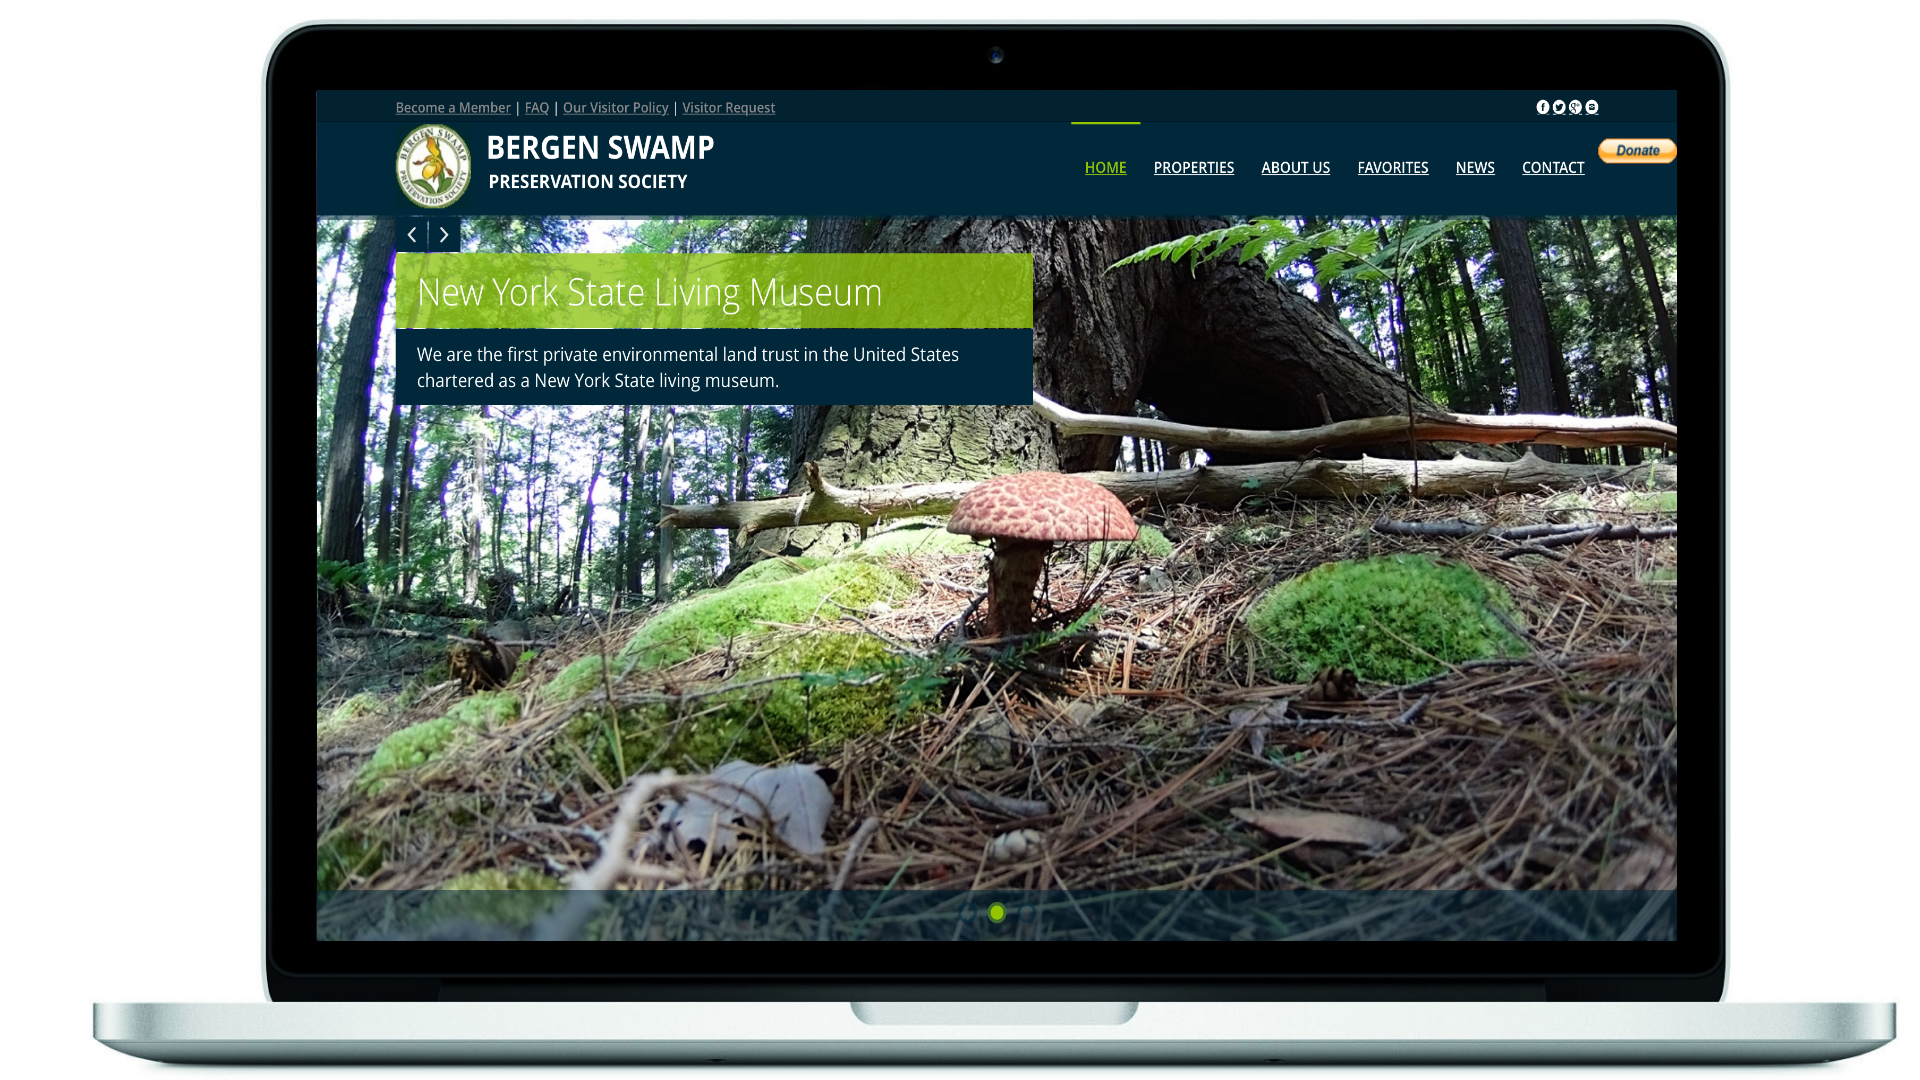 Become a Member | FAQ | Our Visitor Policy | Visitor Request
BERGEN SWAMP
PRESERVATION SOCIETY
BERGEN SWAMP
PRESERVATION SOCIETY
HOME PROPERTIES ABOUT US FAVORITES NEWS CONTACT
Donate
New York State Living Museum
We are the first private environmental land trust in the United States
chartered as a New York State living museum.